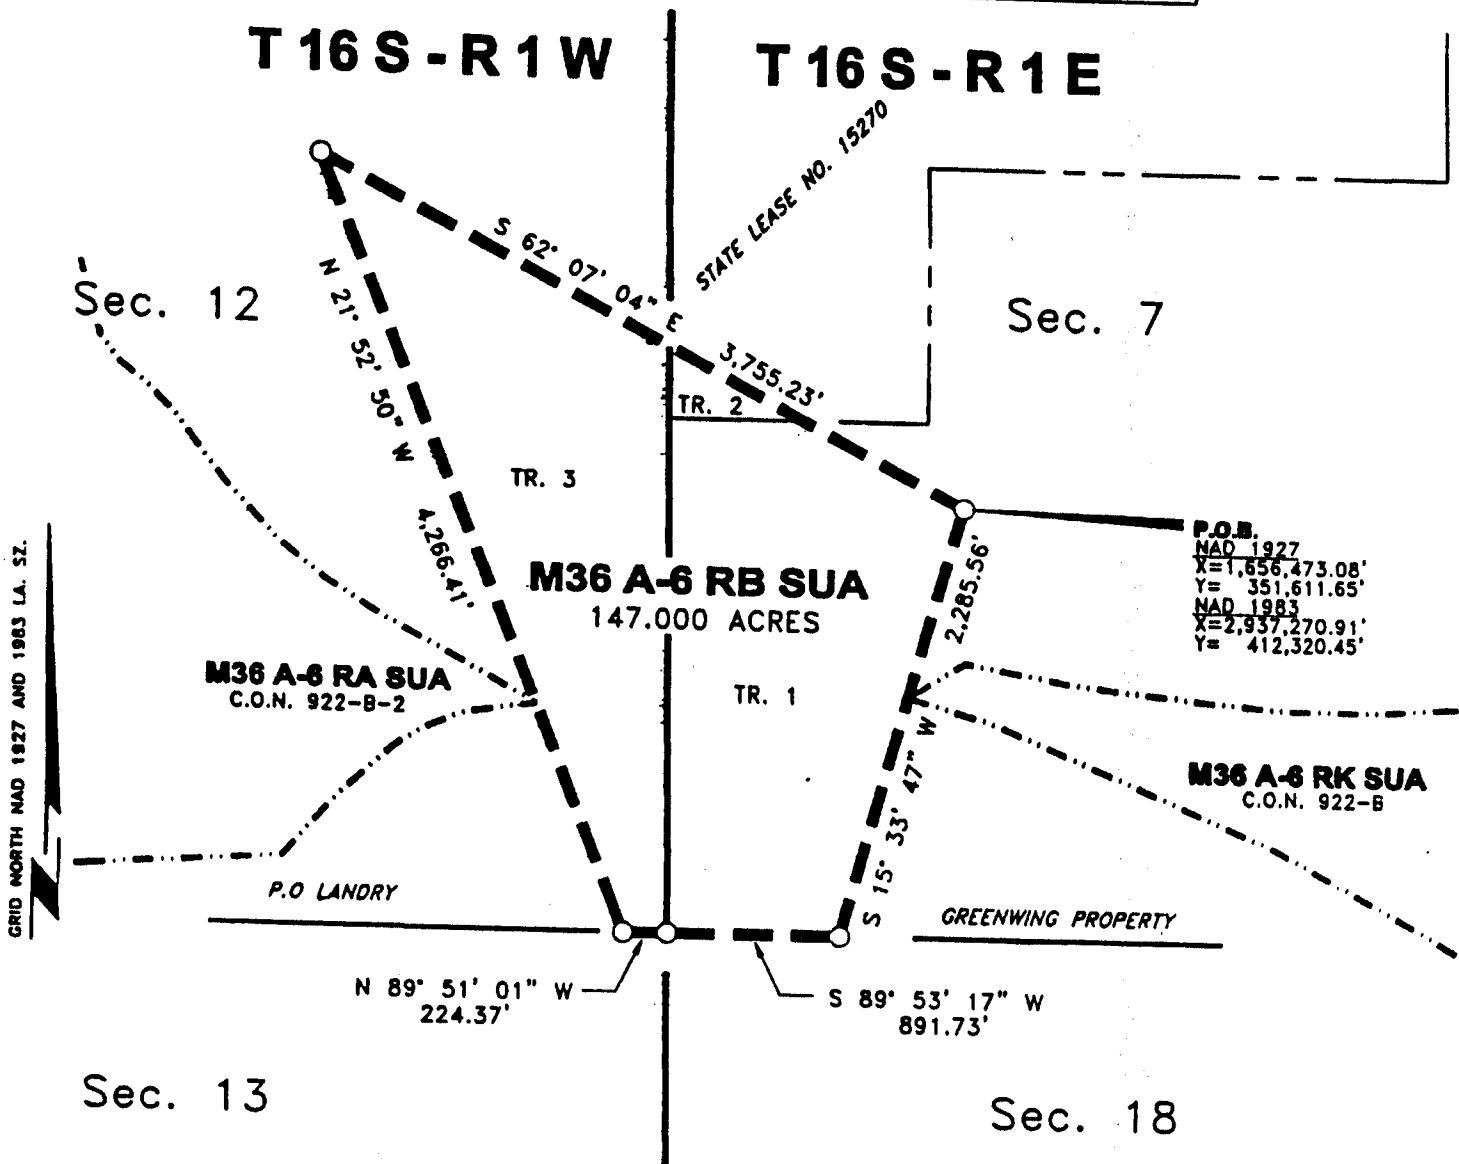 T 16 S - R 1 W
T 16 S - R 1 E
STATE LEASE NO. 15270
S 62° 07' 04" E
3,755.23'
Sec. 12
Sec. 7
N 21° 52' 50" W
4,266.41'
TR. 2
TR. 3
P.O.B.
NAD 1927
X=1,656,473.08'
Y= 351,611.65'
NAD 1983
X=2,937,270.91'
Y= 412,320.45'
M36 A-6 RB SUA
147.000 ACRES
2,285.56'
S 15° 33' 47" W
M36 A-6 RA SUA
C.O.N. 922-B-2
TR. 1
M36 A-6 RK SUA
C.O.N. 922-B
GRID NORTH NAD 1927 AND 1983 LA. SZ.
P.O LANDRY
GREENWING PROPERTY
N 89° 51' 01" W
224.37'
S 89° 53' 17" W
891.73'
Sec. 13
Sec. 18